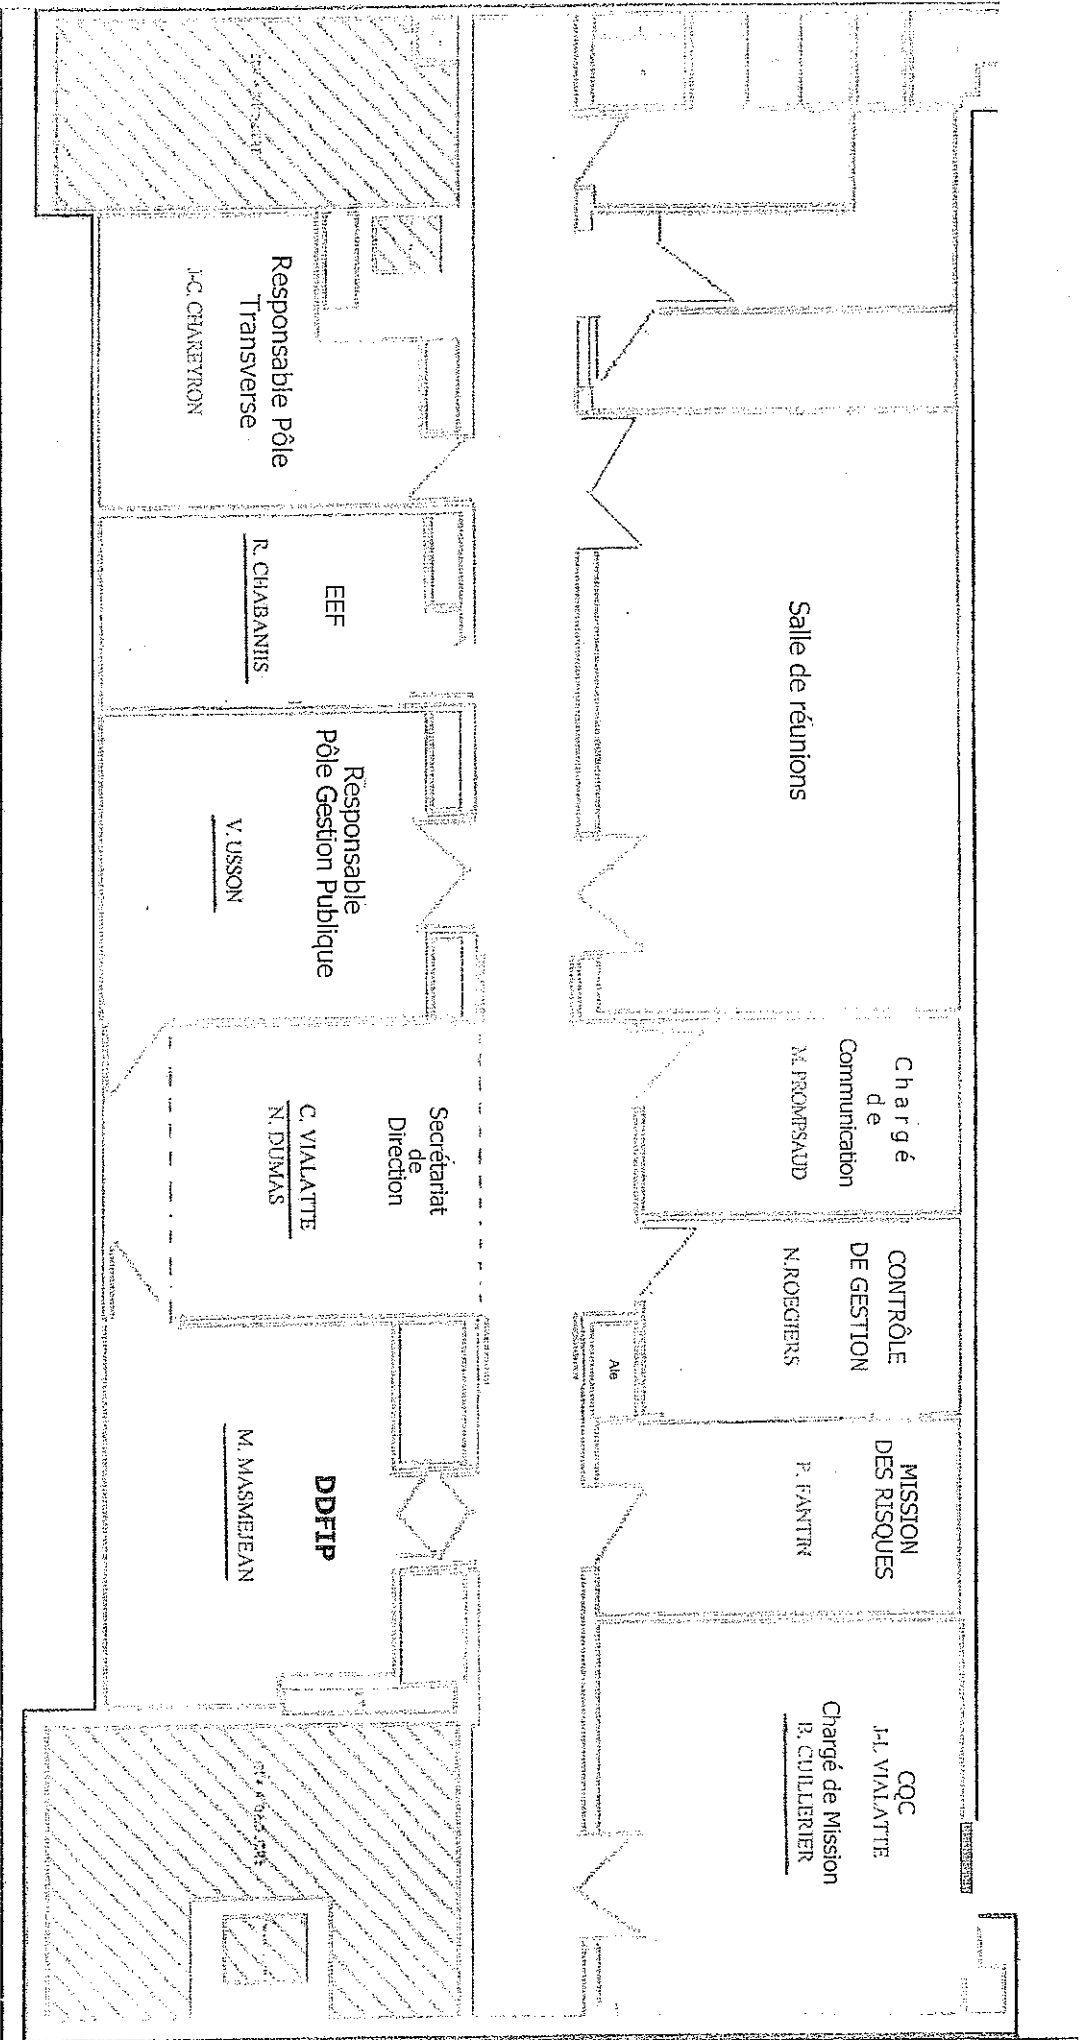 Salle de réunions
Chargé
de
Communication
M. PROMPSAUD
CONTRÔLE
DE GESTION
N.ROEGIERS
Ate
MISSION
DES RISQUES
P. FANTIN
CQC
J-L. VIALATTE
Chargé de Mission
B. CUILLERIER
Responsable Pôle
Transverse
J-C. CHAREYRON
EEF
R. CHABANIS
Responsable
Pôle Gestion Publique
V. USSON
Secrétariat
de
Direction
C. VIALATTE
N. DUMAS
DDFIP
M. MASMEJEAN